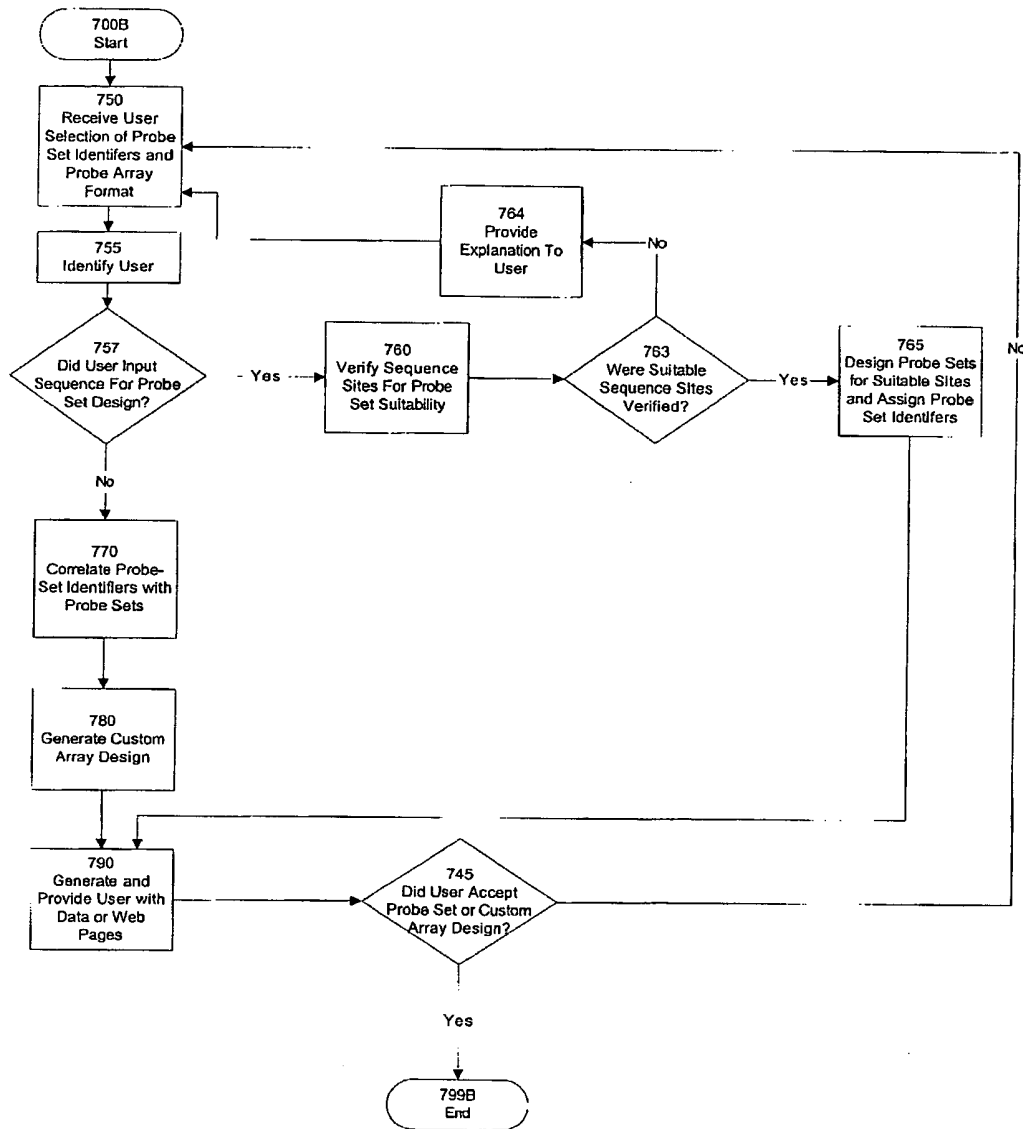 700B
Start
750
Receive User
Selection of Probe
Set Identifers and
Probe Array
Format
764
Provide
Explanation To
User
No
755
Identify User
757
Did User Input
Sequence For Probe
Set Design?
Yes
760
Verify Sequence
Sites For Probe
Set Suitability
763
Were Suitable
Sequence Sites
Verified?
Yes
765
Design Probe Sets
for Suitable Sites
and Assign Probe
Set Identifers
No
No
770
Correlate Probe-
Set Identifiers with
Probe Sets
780
Generate Custom
Array Design
790
Generate and
Provide User with
Data or Web
Pages
745
Did User Accept
Probe Set or Custom
Array Design?
Yes
799B
End